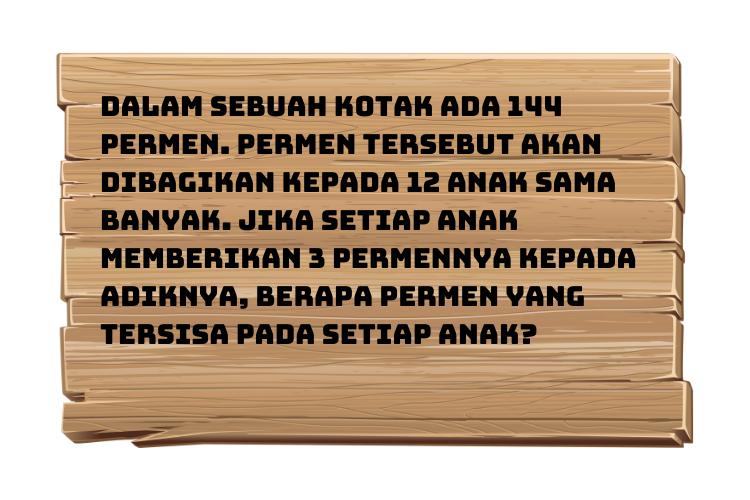 DALAM SEBUAH KOTAK ADA 144
PERMEN. PERMEN TERSEBUT AKAN
DIBAGIKAN KEPADA 12 ANAK SAMA
BANYAK. JIKA SETIAP ANAK
MEMBERIKAN 3 PERMENNYA KEPADA
ADIKNYA, BERAPA PERMEN YANG
TERSISA PADA SETIAP ANAK?